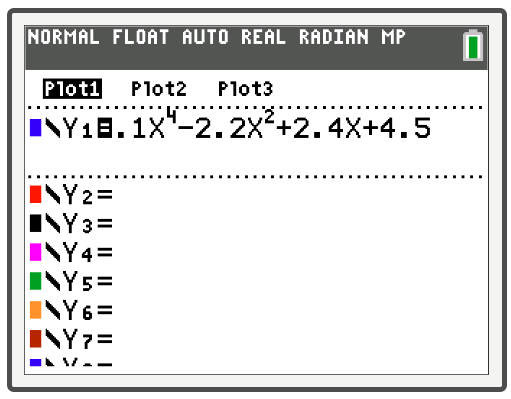 NORMAL FLOAT AUTO REAL RADIAN MP
Plot1 Plot2 Plot3
\Y₁=.1X⁴-2.2X²+2.4X+4.5
\Y₂=
\Y₃=
\Y₄=
\Y₅=
\Y₆=
\Y₇=